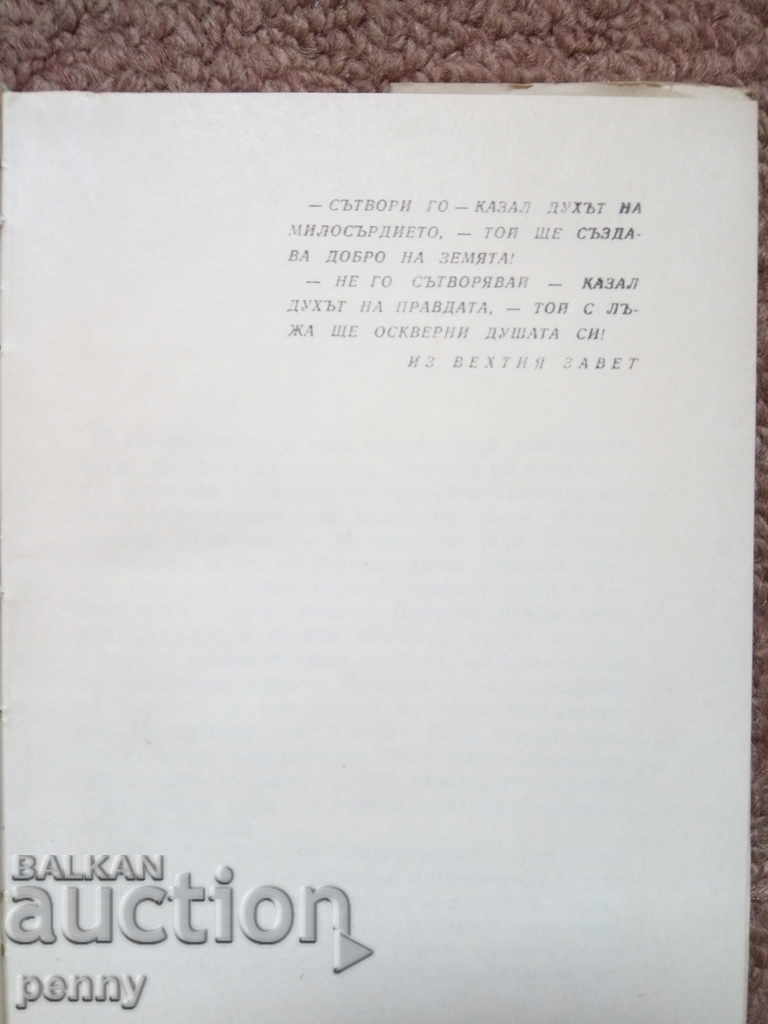 — СЪТВОРИ ГО — КАЗАЛ ДУХЪТ НА
МИЛОСЪРДИЕТО, — ТОЙ ЩЕ СЪЗДА-
ВА ДОБРО НА ЗЕМЯТА!
— НЕ ГО СЪТВОРЯВАЙ — КАЗАЛ
ДУХЪТ НА ПРАВДАТА, — ТОЙ С ЛЪ-
ЖА ЩЕ ОСКВЕРНИ ДУШАТА СИ!
ИЗ ВЕХТИЯ ЗАВЕТ
BALKAN
auction
penny